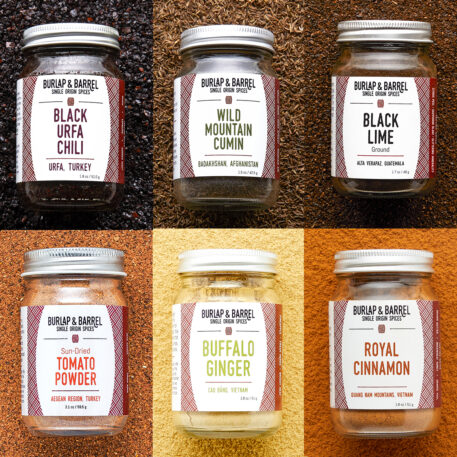 BURLAP & BARREL
SINGLE ORIGIN SPICES
BLACK
URFA
CHILI
URFA, TURKEY
BURLAP & BARREL
SINGLE ORIGIN SPICES
WILD
MOUNTAIN
CUMIN
BADAKHSHAN, AFGHANISTAN
BURLAP & BARREL
SINGLE ORIGIN SPICES
BLACK
LIME
Ground
ALTA VERAPAZ, GUATEMALA
BURLAP & BARREL
SINGLE ORIGIN SPICES
Sun-Dried
TOMATO
POWDER
AEGEAN REGION, TURKEY
BURLAP & BARREL
SINGLE ORIGIN SPICES
BUFFALO
GINGER
CAO BANG, VIETNAM
BURLAP & BARREL
SINGLE ORIGIN SPICES
ROYAL
CINNAMON
QUANG NAM MOUNTAINS, VIETNAM